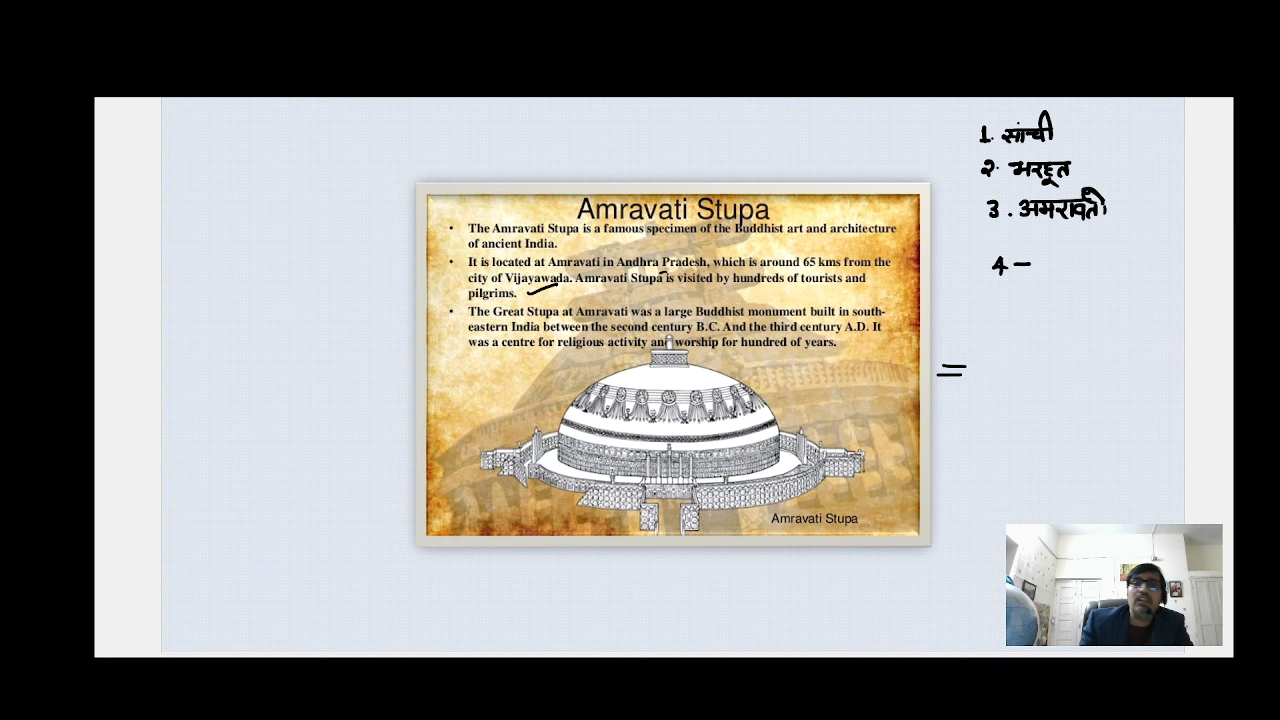 Amravati Stupa
• The Amravati Stupa is a famous specimen of the Buddhist art and architecture
of ancient India.
• It is located at Amravati in Andhra Pradesh, which is around 65 kms from the
city of Vijayawada. Amravati Stupa is visited by hundreds of tourists and
pilgrims.
• The Great Stupa at Amravati was a large Buddhist monument built in south-
eastern India between the second century B.C. And the third century A.D. It
was a centre for religious activity and worship for hundred of years.
Amravati Stupa
1. सांची
2. भरहूत
3. अमरावती
4 –
=